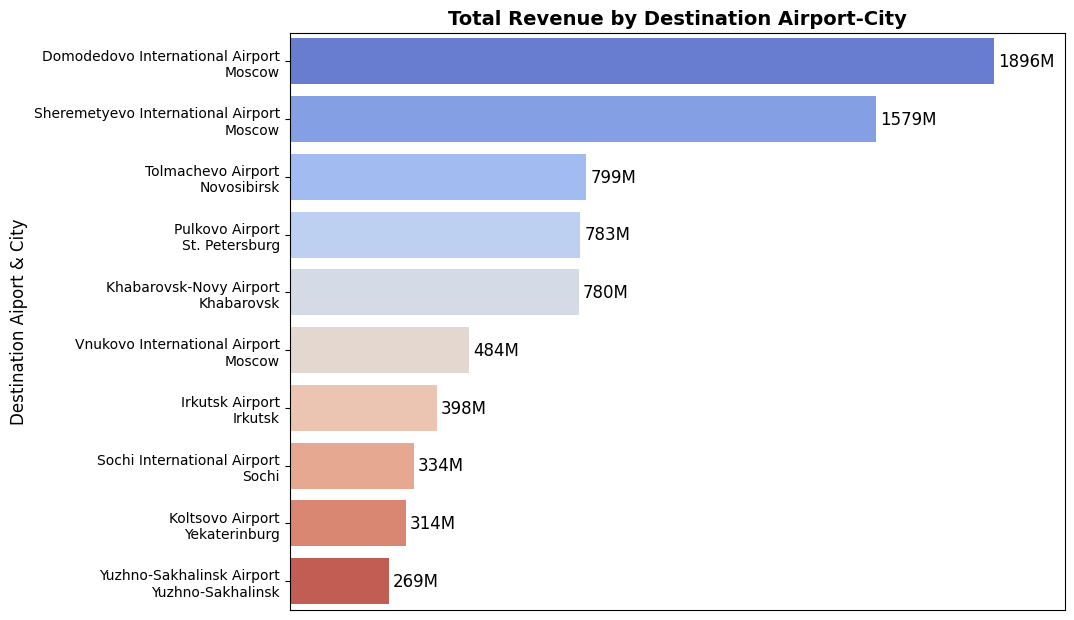 Total Revenue by Destination Airport-City
Destination Aiport & City
Domodedovo International Airport
Moscow
1896M
Sheremetyevo International Airport
Moscow
1579M
Tolmachevo Airport
Novosibirsk
799M
Pulkovo Airport
St. Petersburg
783M
Khabarovsk-Novy Airport
Khabarovsk
780M
Vnukovo International Airport
Moscow
484M
Irkutsk Airport
Irkutsk
398M
Sochi International Airport
Sochi
334M
Koltsovo Airport
Yekaterinburg
314M
Yuzhno-Sakhalinsk Airport
Yuzhno-Sakhalinsk
269M